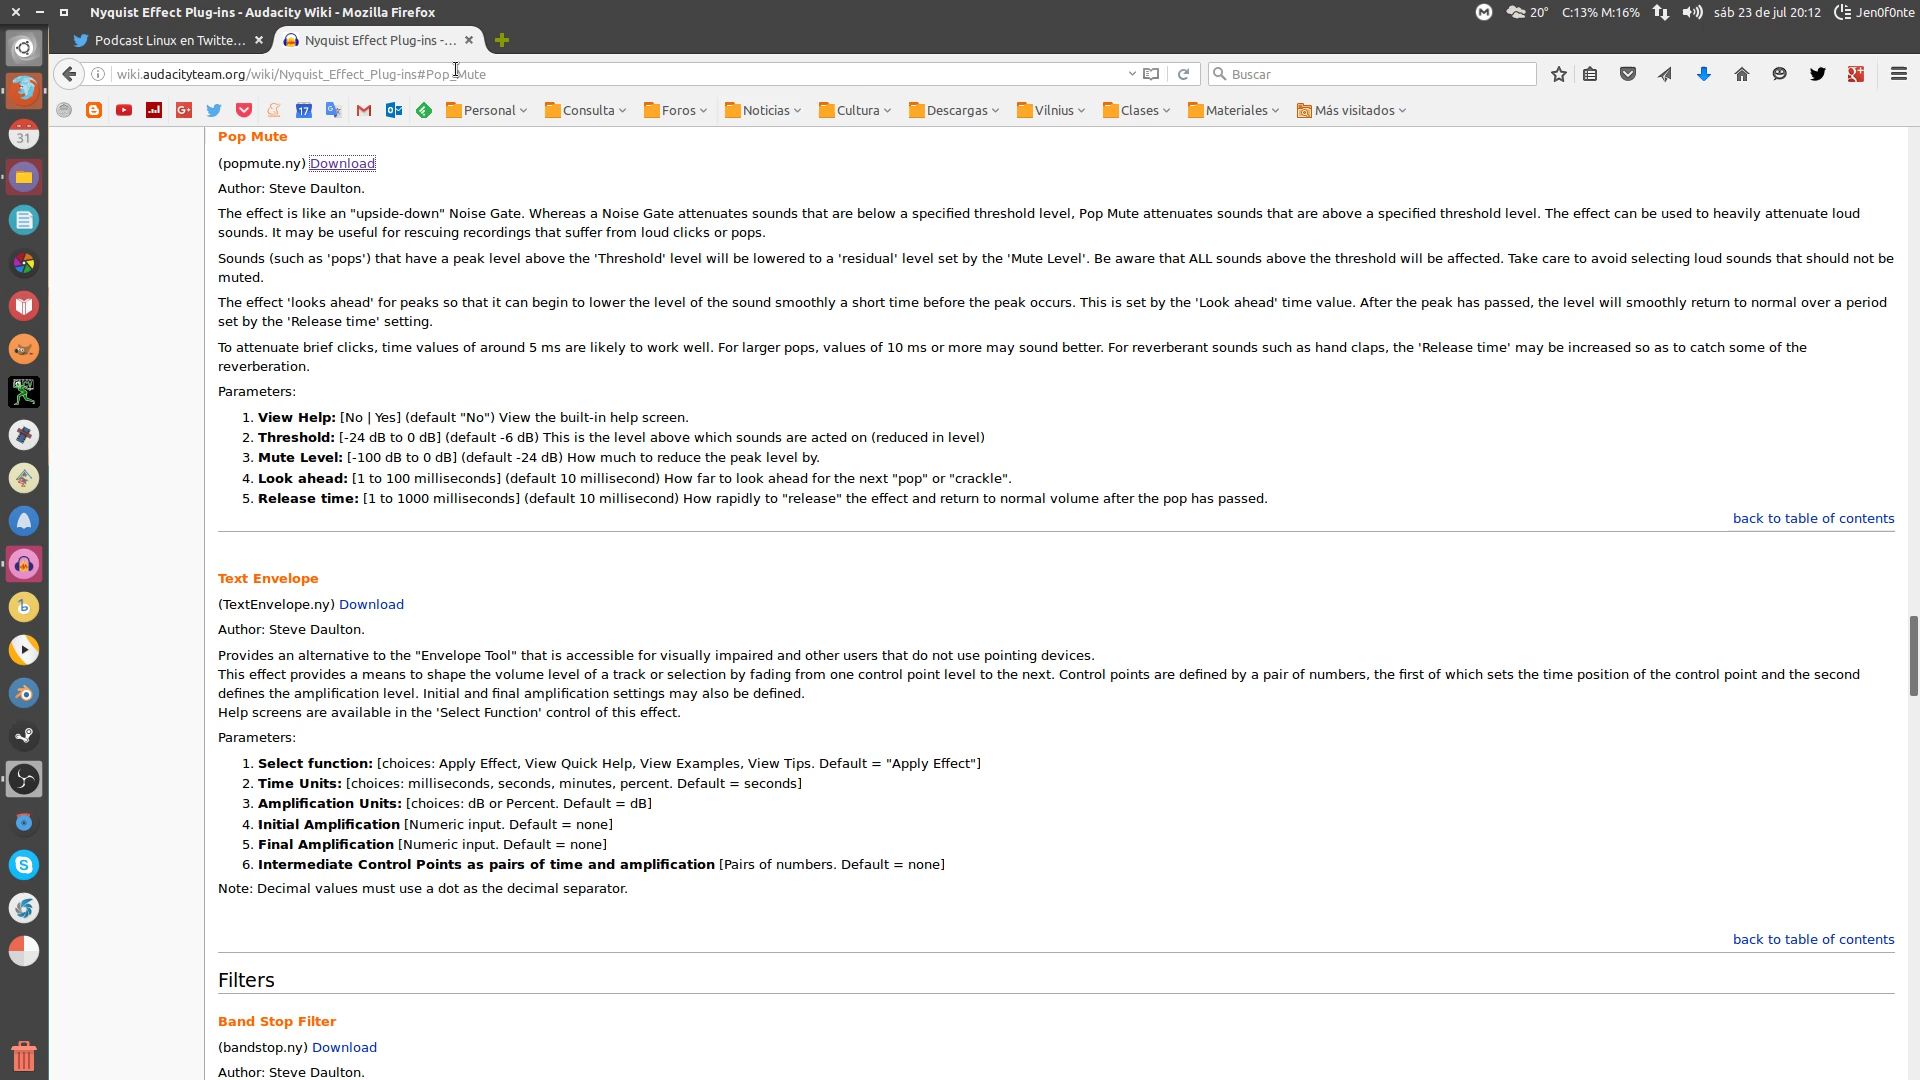 Nyquist Effect Plug-ins - Audacity Wiki - Mozilla Firefox
20° C:13% M:16% sáb 23 de jul 20:12 Jen0f0nte
Podcast Linux en Twitte... Nyquist Effect Plug-ins -...
wiki.audacityteam.org/wiki/Nyquist_Effect_Plug-ins#Pop_Mute Buscar
Personal Consulta Foros Noticias Cultura Descargas Vilnius Clases Materiales Más visitados
Pop Mute
(popmute.ny) Download
Author: Steve Daulton.
The effect is like an "upside-down" Noise Gate. Whereas a Noise Gate attenuates sounds that are below a specified threshold level, Pop Mute attenuates sounds that are above a specified threshold level. The effect can be used to heavily attenuate loud
sounds. It may be useful for rescuing recordings that suffer from loud clicks or pops.
Sounds (such as 'pops') that have a peak level above the 'Threshold' level will be lowered to a 'residual' level set by the 'Mute Level'. Be aware that ALL sounds above the threshold will be affected. Take care to avoid selecting loud sounds that should not be
muted.
The effect 'looks ahead' for peaks so that it can begin to lower the level of the sound smoothly a short time before the peak occurs. This is set by the 'Look ahead' time value. After the peak has passed, the level will smoothly return to normal over a period
set by the 'Release time' setting.
To attenuate brief clicks, time values of around 5 ms are likely to work well. For larger pops, values of 10 ms or more may sound better. For reverberant sounds such as hand claps, the 'Release time' may be increased so as to catch some of the
reverberation.
Parameters:
1. View Help: [No | Yes] (default "No") View the built-in help screen.
2. Threshold: [-24 dB to 0 dB] (default -6 dB) This is the level above which sounds are acted on (reduced in level)
3. Mute Level: [-100 dB to 0 dB] (default -24 dB) How much to reduce the peak level by.
4. Look ahead: [1 to 100 milliseconds] (default 10 millisecond) How far to look ahead for the next "pop" or "crackle".
5. Release time: [1 to 1000 milliseconds] (default 10 millisecond) How rapidly to "release" the effect and return to normal volume after the pop has passed.
back to table of contents
Text Envelope
(TextEnvelope.ny) Download
Author: Steve Daulton.
Provides an alternative to the "Envelope Tool" that is accessible for visually impaired and other users that do not use pointing devices.
This effect provides a means to shape the volume level of a track or selection by fading from one control point level to the next. Control points are defined by a pair of numbers, the first of which sets the time position of the control point and the second
defines the amplification level. Initial and final amplification settings may also be defined.
Help screens are available in the 'Select Function' control of this effect.
Parameters:
1. Select function: [choices: Apply Effect, View Quick Help, View Examples, View Tips. Default = "Apply Effect"]
2. Time Units: [choices: milliseconds, seconds, minutes, percent. Default = seconds]
3. Amplification Units: [choices: dB or Percent. Default = dB]
4. Initial Amplification [Numeric input. Default = none]
5. Final Amplification [Numeric input. Default = none]
6. Intermediate Control Points as pairs of time and amplification [Pairs of numbers. Default = none]
Note: Decimal values must use a dot as the decimal separator.
back to table of contents
Filters
Band Stop Filter
(bandstop.ny) Download
Author: Steve Daulton.